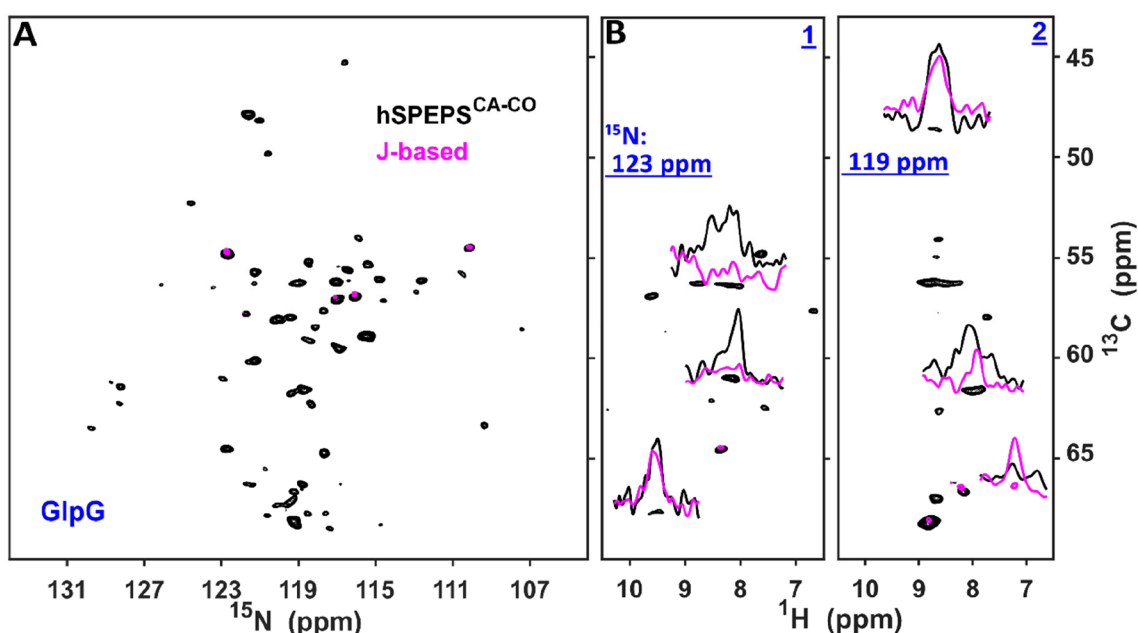 A
hSPEPS^CA-CO
J-based
GlpG
131 127 123 119 115 111 107
¹⁵N (ppm)
B
1
¹⁵N:
123 ppm
10 9 8 7
2
119 ppm
10 9 8 7
¹H (ppm)
45
50
55
60
65
¹³C (ppm)